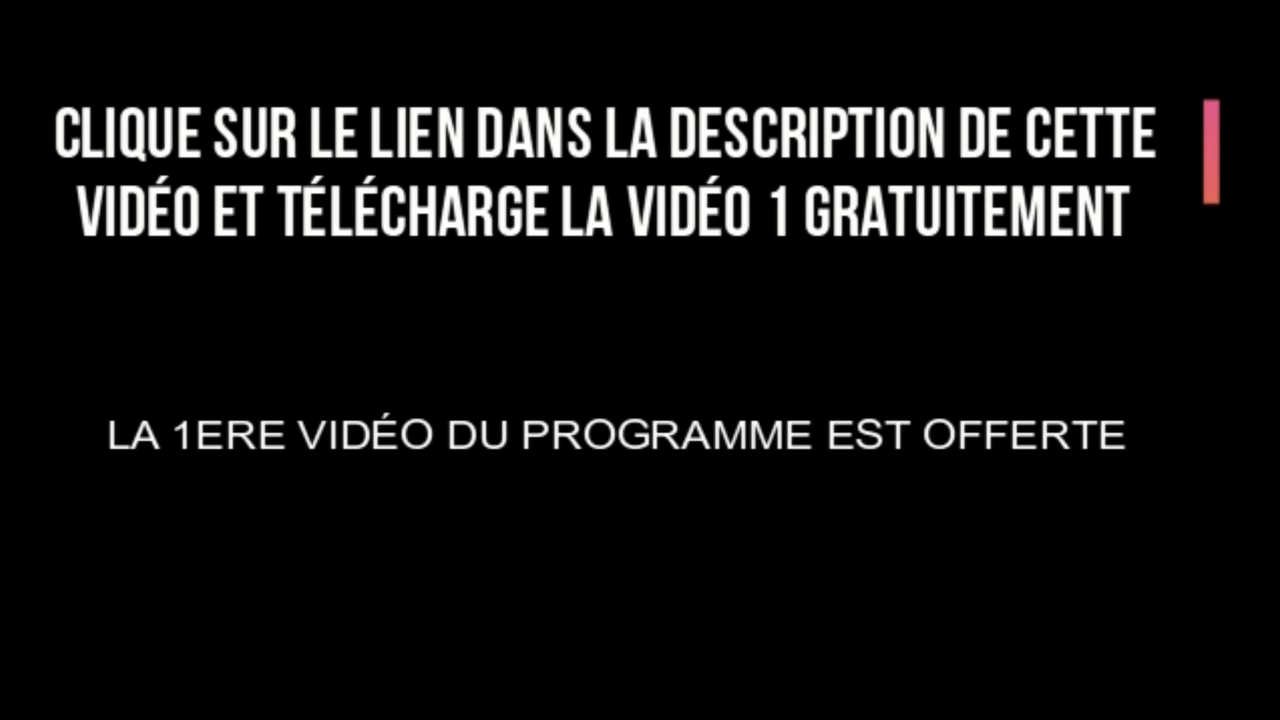 CLIQUE SUR LE LIEN DANS LA DESCRIPTION DE CETTE
VIDÉO ET TÉLÉCHARGE LA VIDÉO 1 GRATUITEMENT
LA 1ERE VIDÉO DU PROGRAMME EST OFFERTE